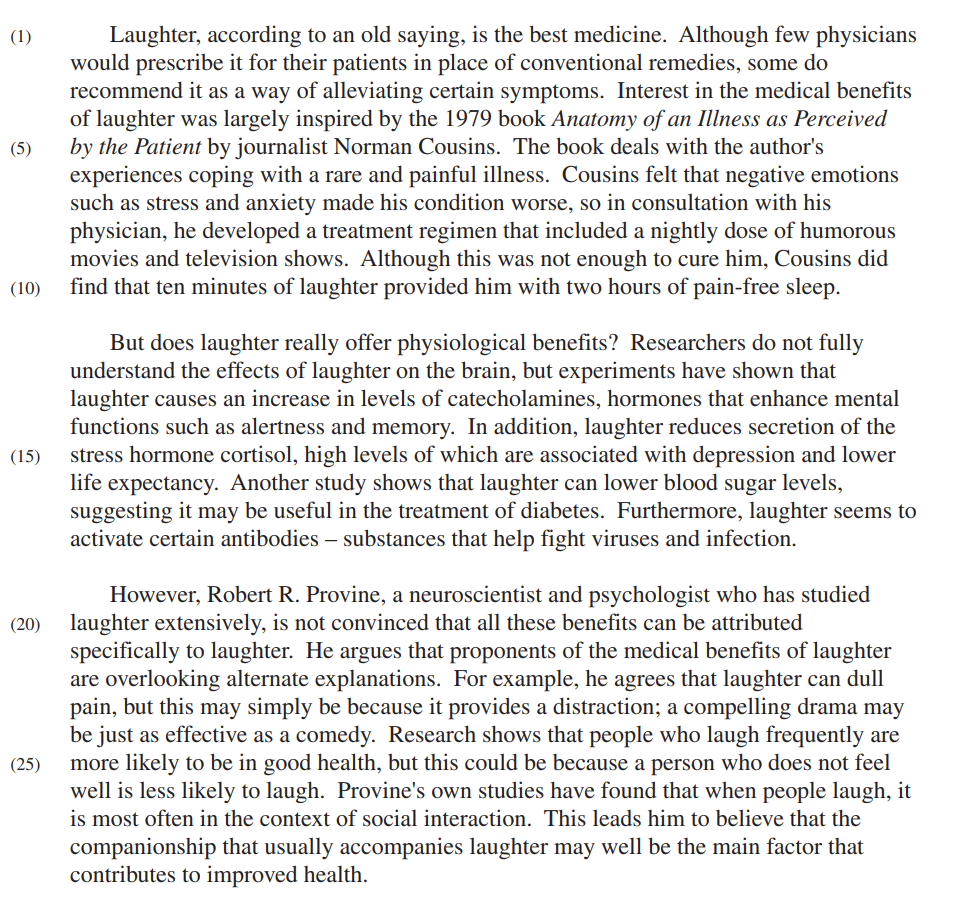 (1) Laughter, according to an old saying, is the best medicine. Although few physicians
would prescribe it for their patients in place of conventional remedies, some do
recommend it as a way of alleviating certain symptoms. Interest in the medical benefits
of laughter was largely inspired by the 1979 book Anatomy of an Illness as Perceived
(5) by the Patient by journalist Norman Cousins. The book deals with the author's
experiences coping with a rare and painful illness. Cousins felt that negative emotions
such as stress and anxiety made his condition worse, so in consultation with his
physician, he developed a treatment regimen that included a nightly dose of humorous
movies and television shows. Although this was not enough to cure him, Cousins did
(10) find that ten minutes of laughter provided him with two hours of pain-free sleep.
But does laughter really offer physiological benefits? Researchers do not fully
understand the effects of laughter on the brain, but experiments have shown that
laughter causes an increase in levels of catecholamines, hormones that enhance mental
functions such as alertness and memory. In addition, laughter reduces secretion of the
(15) stress hormone cortisol, high levels of which are associated with depression and lower
life expectancy. Another study shows that laughter can lower blood sugar levels,
suggesting it may be useful in the treatment of diabetes. Furthermore, laughter seems to
activate certain antibodies – substances that help fight viruses and infection.
However, Robert R. Provine, a neuroscientist and psychologist who has studied
(20) laughter extensively, is not convinced that all these benefits can be attributed
specifically to laughter. He argues that proponents of the medical benefits of laughter
are overlooking alternate explanations. For example, he agrees that laughter can dull
pain, but this may simply be because it provides a distraction; a compelling drama may
be just as effective as a comedy. Research shows that people who laugh frequently are
(25) more likely to be in good health, but this could be because a person who does not feel
well is less likely to laugh. Provine's own studies have found that when people laugh, it
is most often in the context of social interaction. This leads him to believe that the
companionship that usually accompanies laughter may well be the main factor that
contributes to improved health.